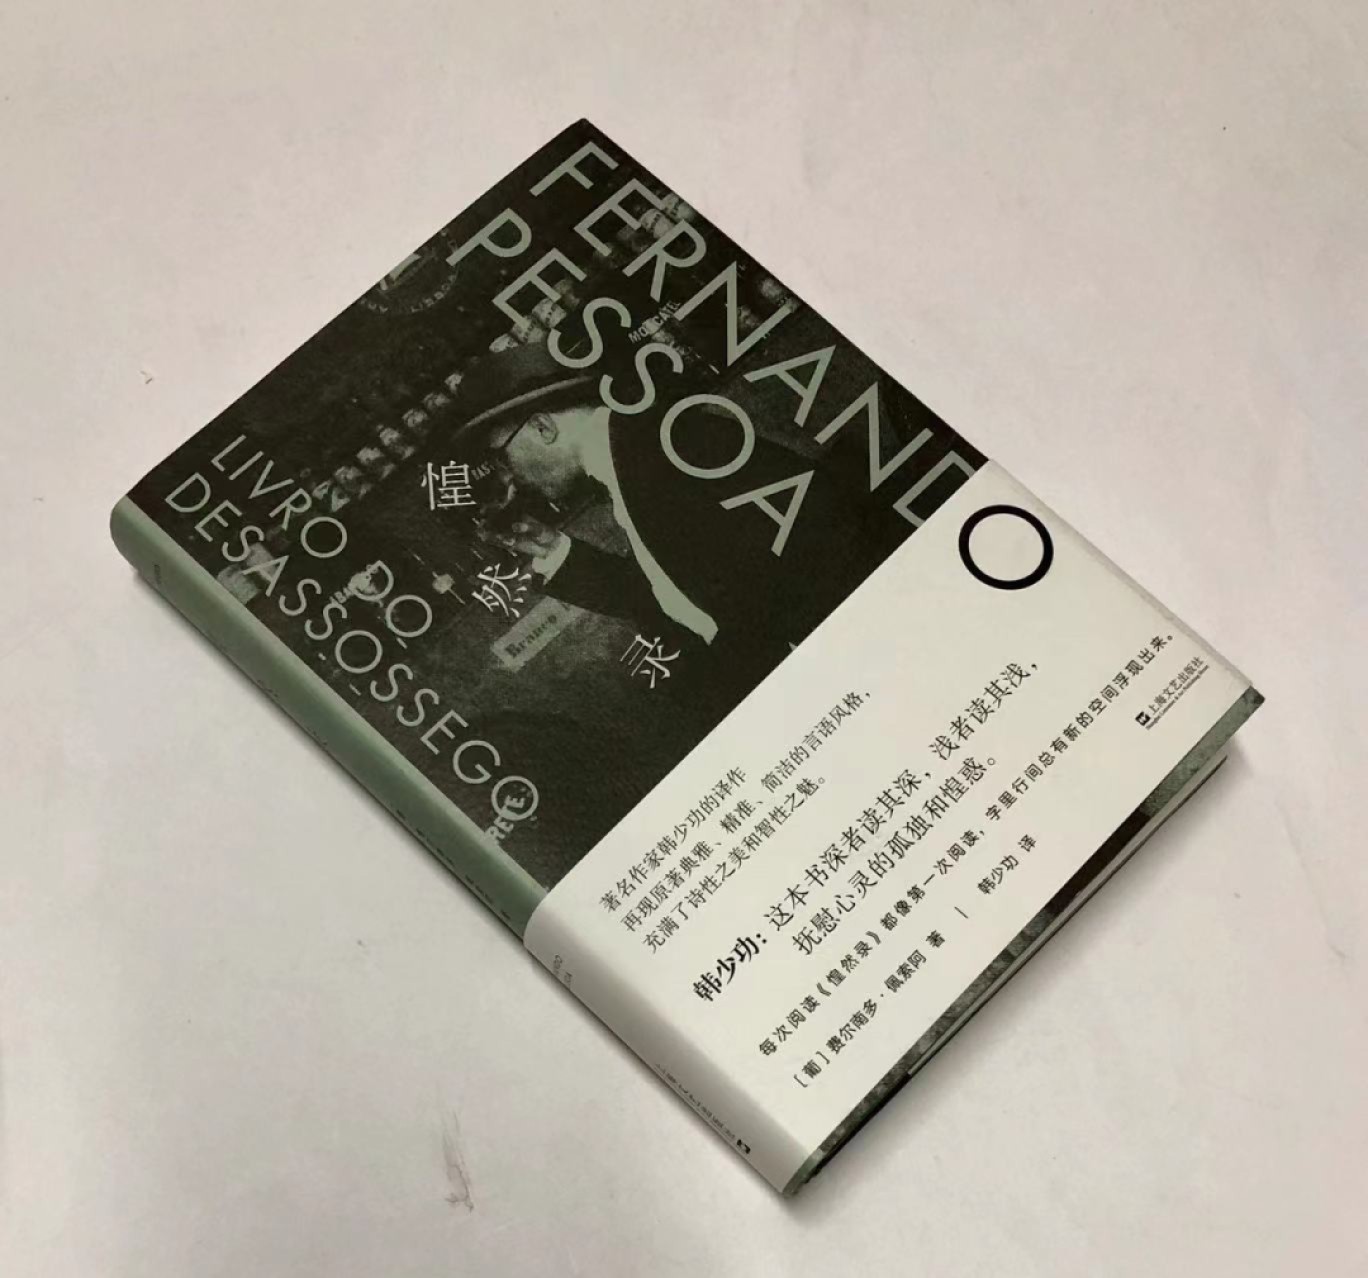 FERNANDO
PESSOA
LIVRO DO
DESASSOSSEGO
惶
然
录
Branco
著名作家韩少功的译作
再现原著典雅、精准、简洁的言语风格，
充满了诗性之美和智性之魅。
韩少功：这本书深者读其深，浅者读其浅，
抚慰心灵的孤独和惶惑。
每次阅读《惶然录》都像第一次阅读，字里行间总有新的空间浮现出来。
［葡］费尔南多·佩索阿 著 | 韩少功 译
上海文艺出版社